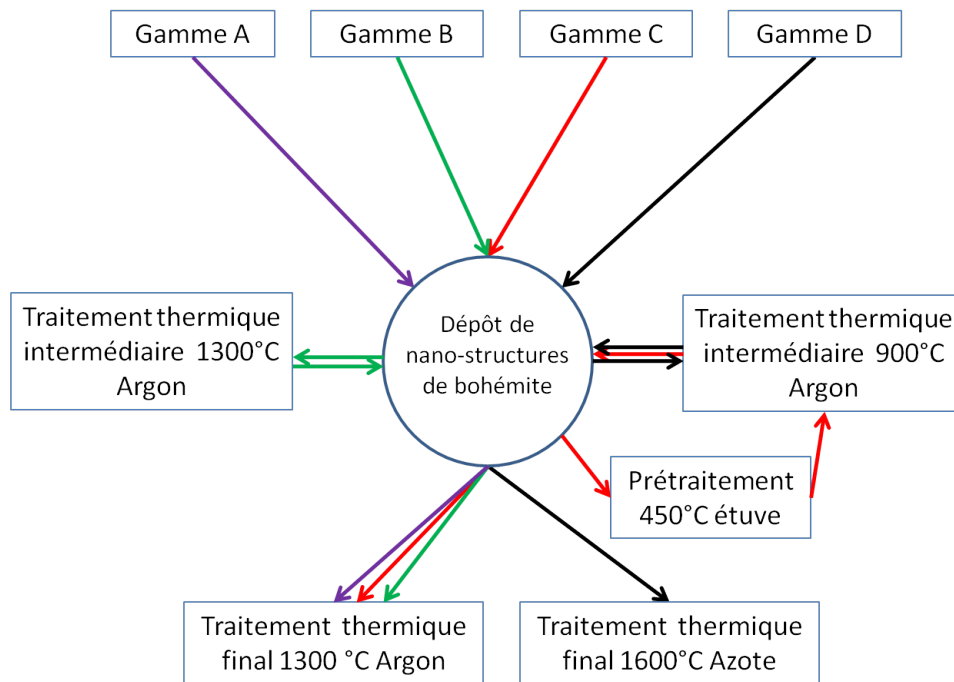 Gamme A
Gamme B
Gamme C
Gamme D
Traitement thermique
intermédiaire 1300°C
Argon
Dépôt de
nano-structures
de bohémite
Traitement thermique
intermédiaire 900°C
Argon
Prétraitement
450°C étuve
Traitement thermique
final 1300 °C Argon
Traitement thermique
final 1600°C Azote